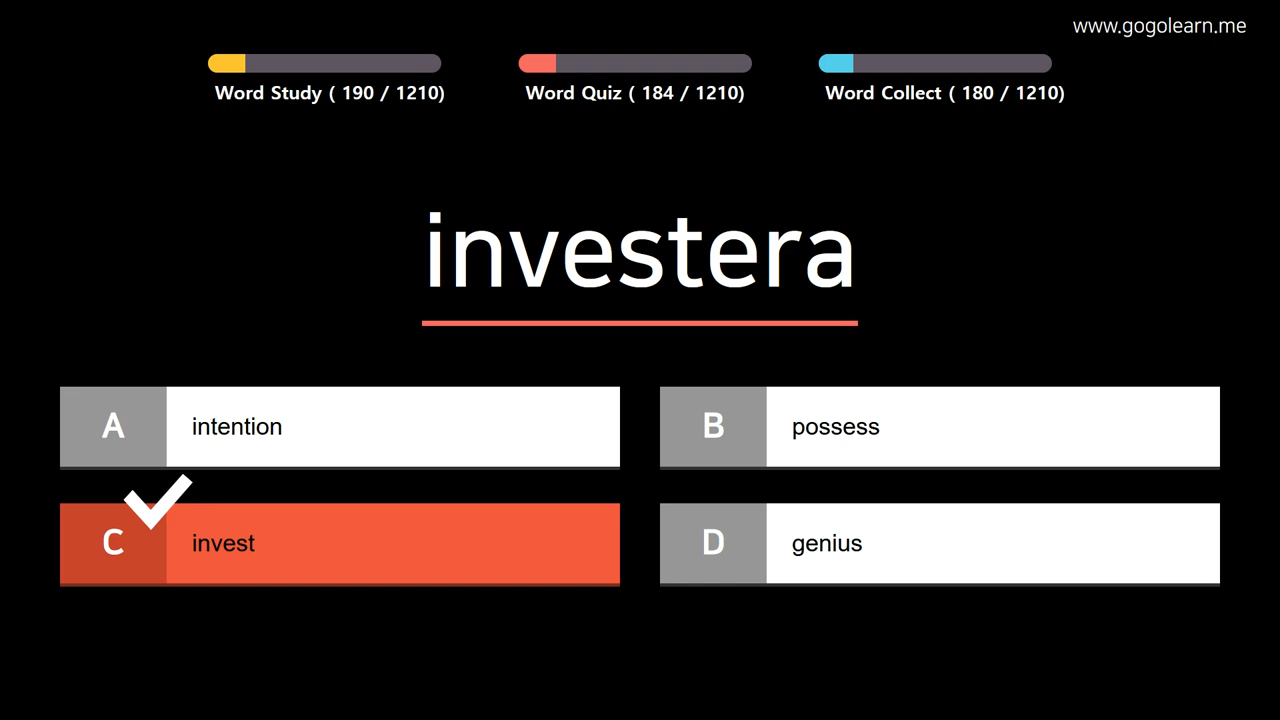 www.gogolearn.me
Word Study ( 190 / 1210)
Word Quiz ( 184 / 1210)
Word Collect ( 180 / 1210)
investera
A
intention
B
possess
C
invest
D
genius